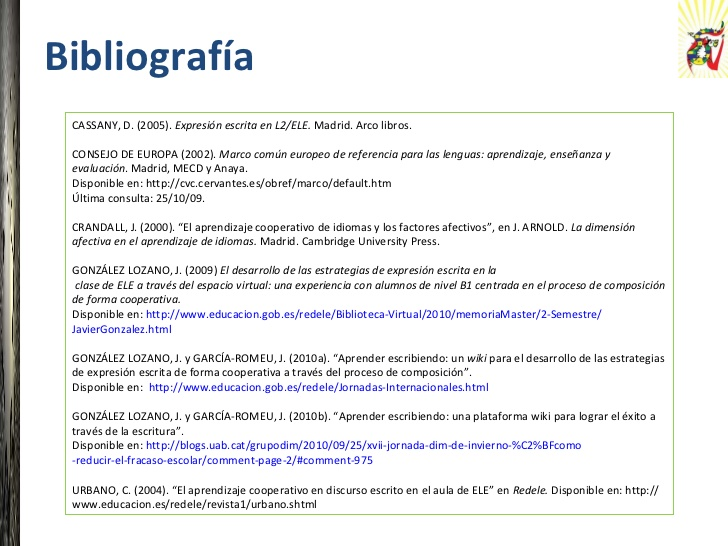 Bibliografía
CASSANY, D. (2005). Expresión escrita en L2/ELE. Madrid. Arco libros.
CONSEJO DE EUROPA (2002). Marco común europeo de referencia para las lenguas: aprendizaje, enseñanza y
evaluación. Madrid, MECD y Anaya.
Disponible en: http://cvc.cervantes.es/obref/marco/default.htm
Última consulta: 25/10/09.
CRANDALL, J. (2000). “El aprendizaje cooperativo de idiomas y los factores afectivos”, en J. ARNOLD. La dimensión
afectiva en el aprendizaje de idiomas. Madrid. Cambridge University Press.
GONZÁLEZ LOZANO, J. (2009) El desarrollo de las estrategias de expresión escrita en la
clase de ELE a través del espacio virtual: una experiencia con alumnos de nivel B1 centrada en el proceso de composición
de forma cooperativa.
Disponible en: http://www.educacion.gob.es/redele/Biblioteca-Virtual/2010/memoriaMaster/2-Semestre/
JavierGonzalez.html
GONZÁLEZ LOZANO, J. y GARCÍA-ROMEU, J. (2010a). “Aprender escribiendo: un wiki para el desarrollo de las estrategias
de expresión escrita de forma cooperativa a través del proceso de composición”.
Disponible en: http://www.educacion.gob.es/redele/Jornadas-Internacionales.html
GONZÁLEZ LOZANO, J. y GARCÍA-ROMEU, J. (2010b). “Aprender escribiendo: una plataforma wiki para lograr el éxito a
través de la escritura”.
Disponible en: http://blogs.uab.cat/grupodim/2010/09/25/xvii-jornada-dim-de-invierno-%C2%BFcomo
-reducir-el-fracaso-escolar/comment-page-2/#comment-975
URBANO, C. (2004). “El aprendizaje cooperativo en discurso escrito en el aula de ELE” en Redele. Disponible en: http://
www.educacion.es/redele/revista1/urbano.shtml